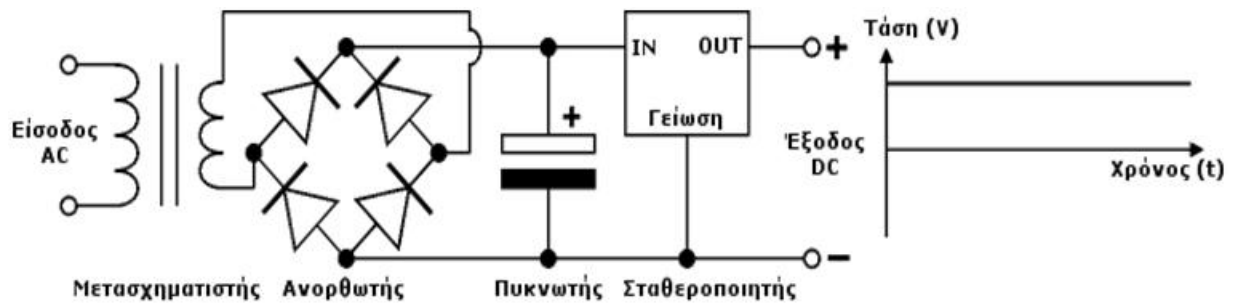 Τάση (V)
IN OUT
+
+
Γείωση
Είσοδος
AC
Έξοδος
DC
Χρόνος (t)
−
Μετασχηματιστής Ανορθωτής Πυκνωτής Σταθεροποιητής